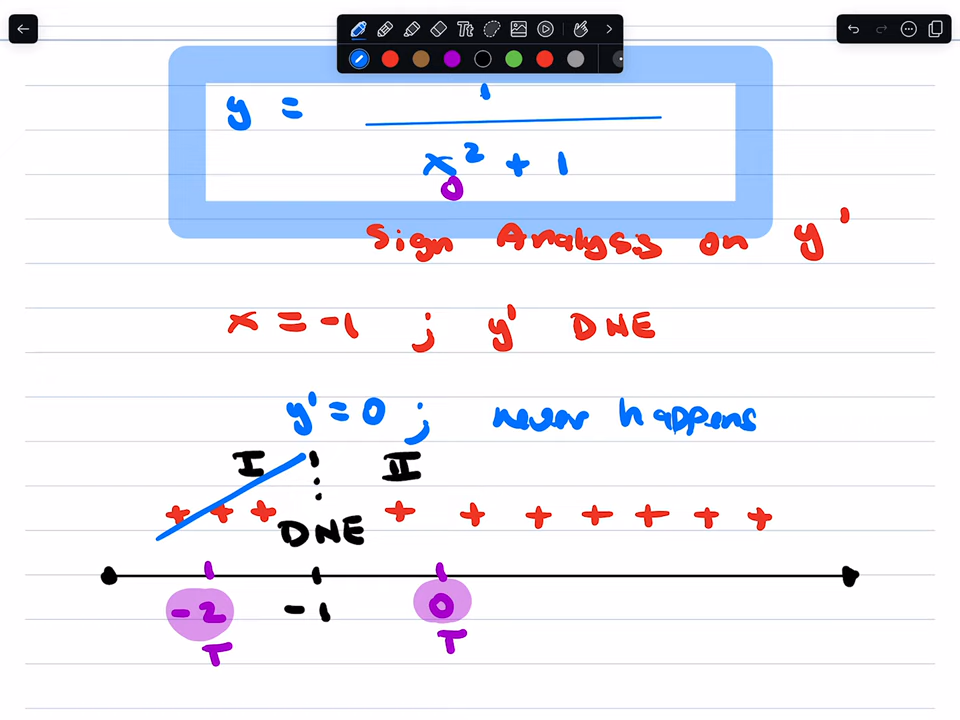 y = 1 / x² + 1
0
Sign Analysis on y'
x = -1 ; y' DNE
y' = 0 ; never happens
I II
+ + + DNE + + + + + + +
-2 -1 0
T T